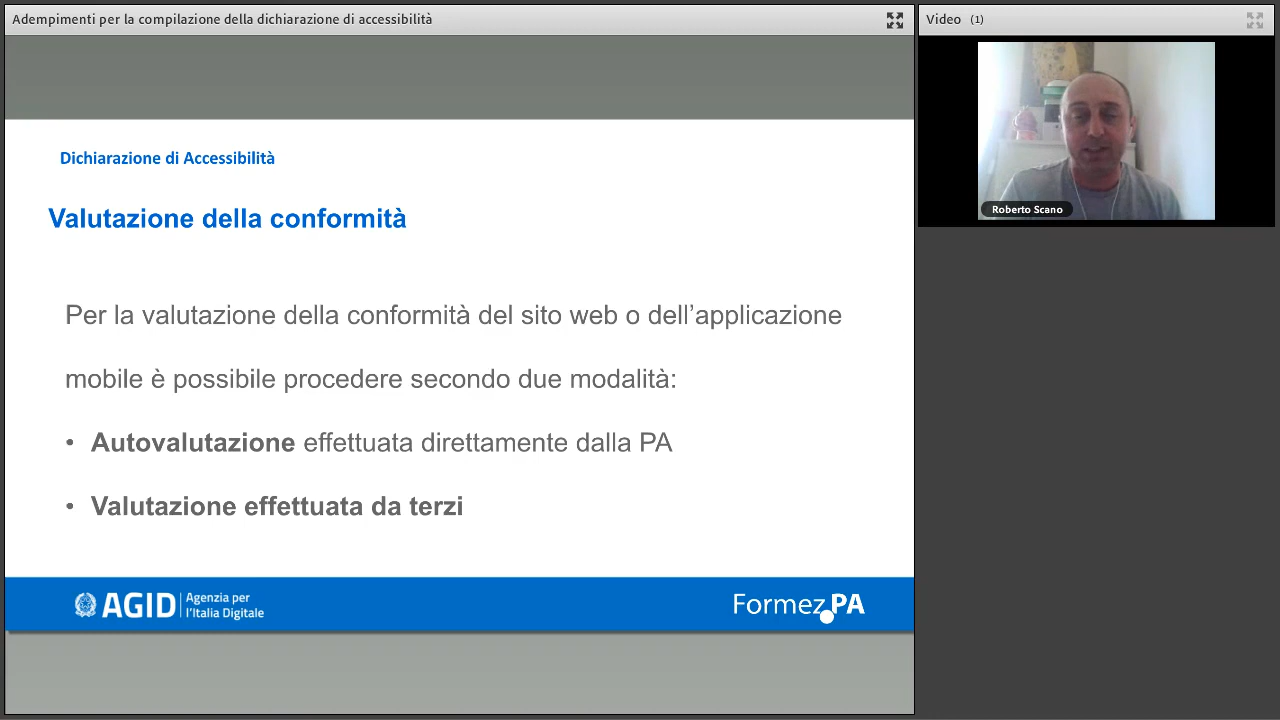 Adempimenti per la compilazione della dichiarazione di accessibilità
Video (1)
Roberto Scano
Dichiarazione di Accessibilità
Valutazione della conformità
Per la valutazione della conformità del sito web o dell’applicazione
mobile è possibile procedere secondo due modalità:
• Autovalutazione effettuata direttamente dalla PA
• Valutazione effettuata da terzi
AGID Agenzia per
l’Italia Digitale
Formez PA